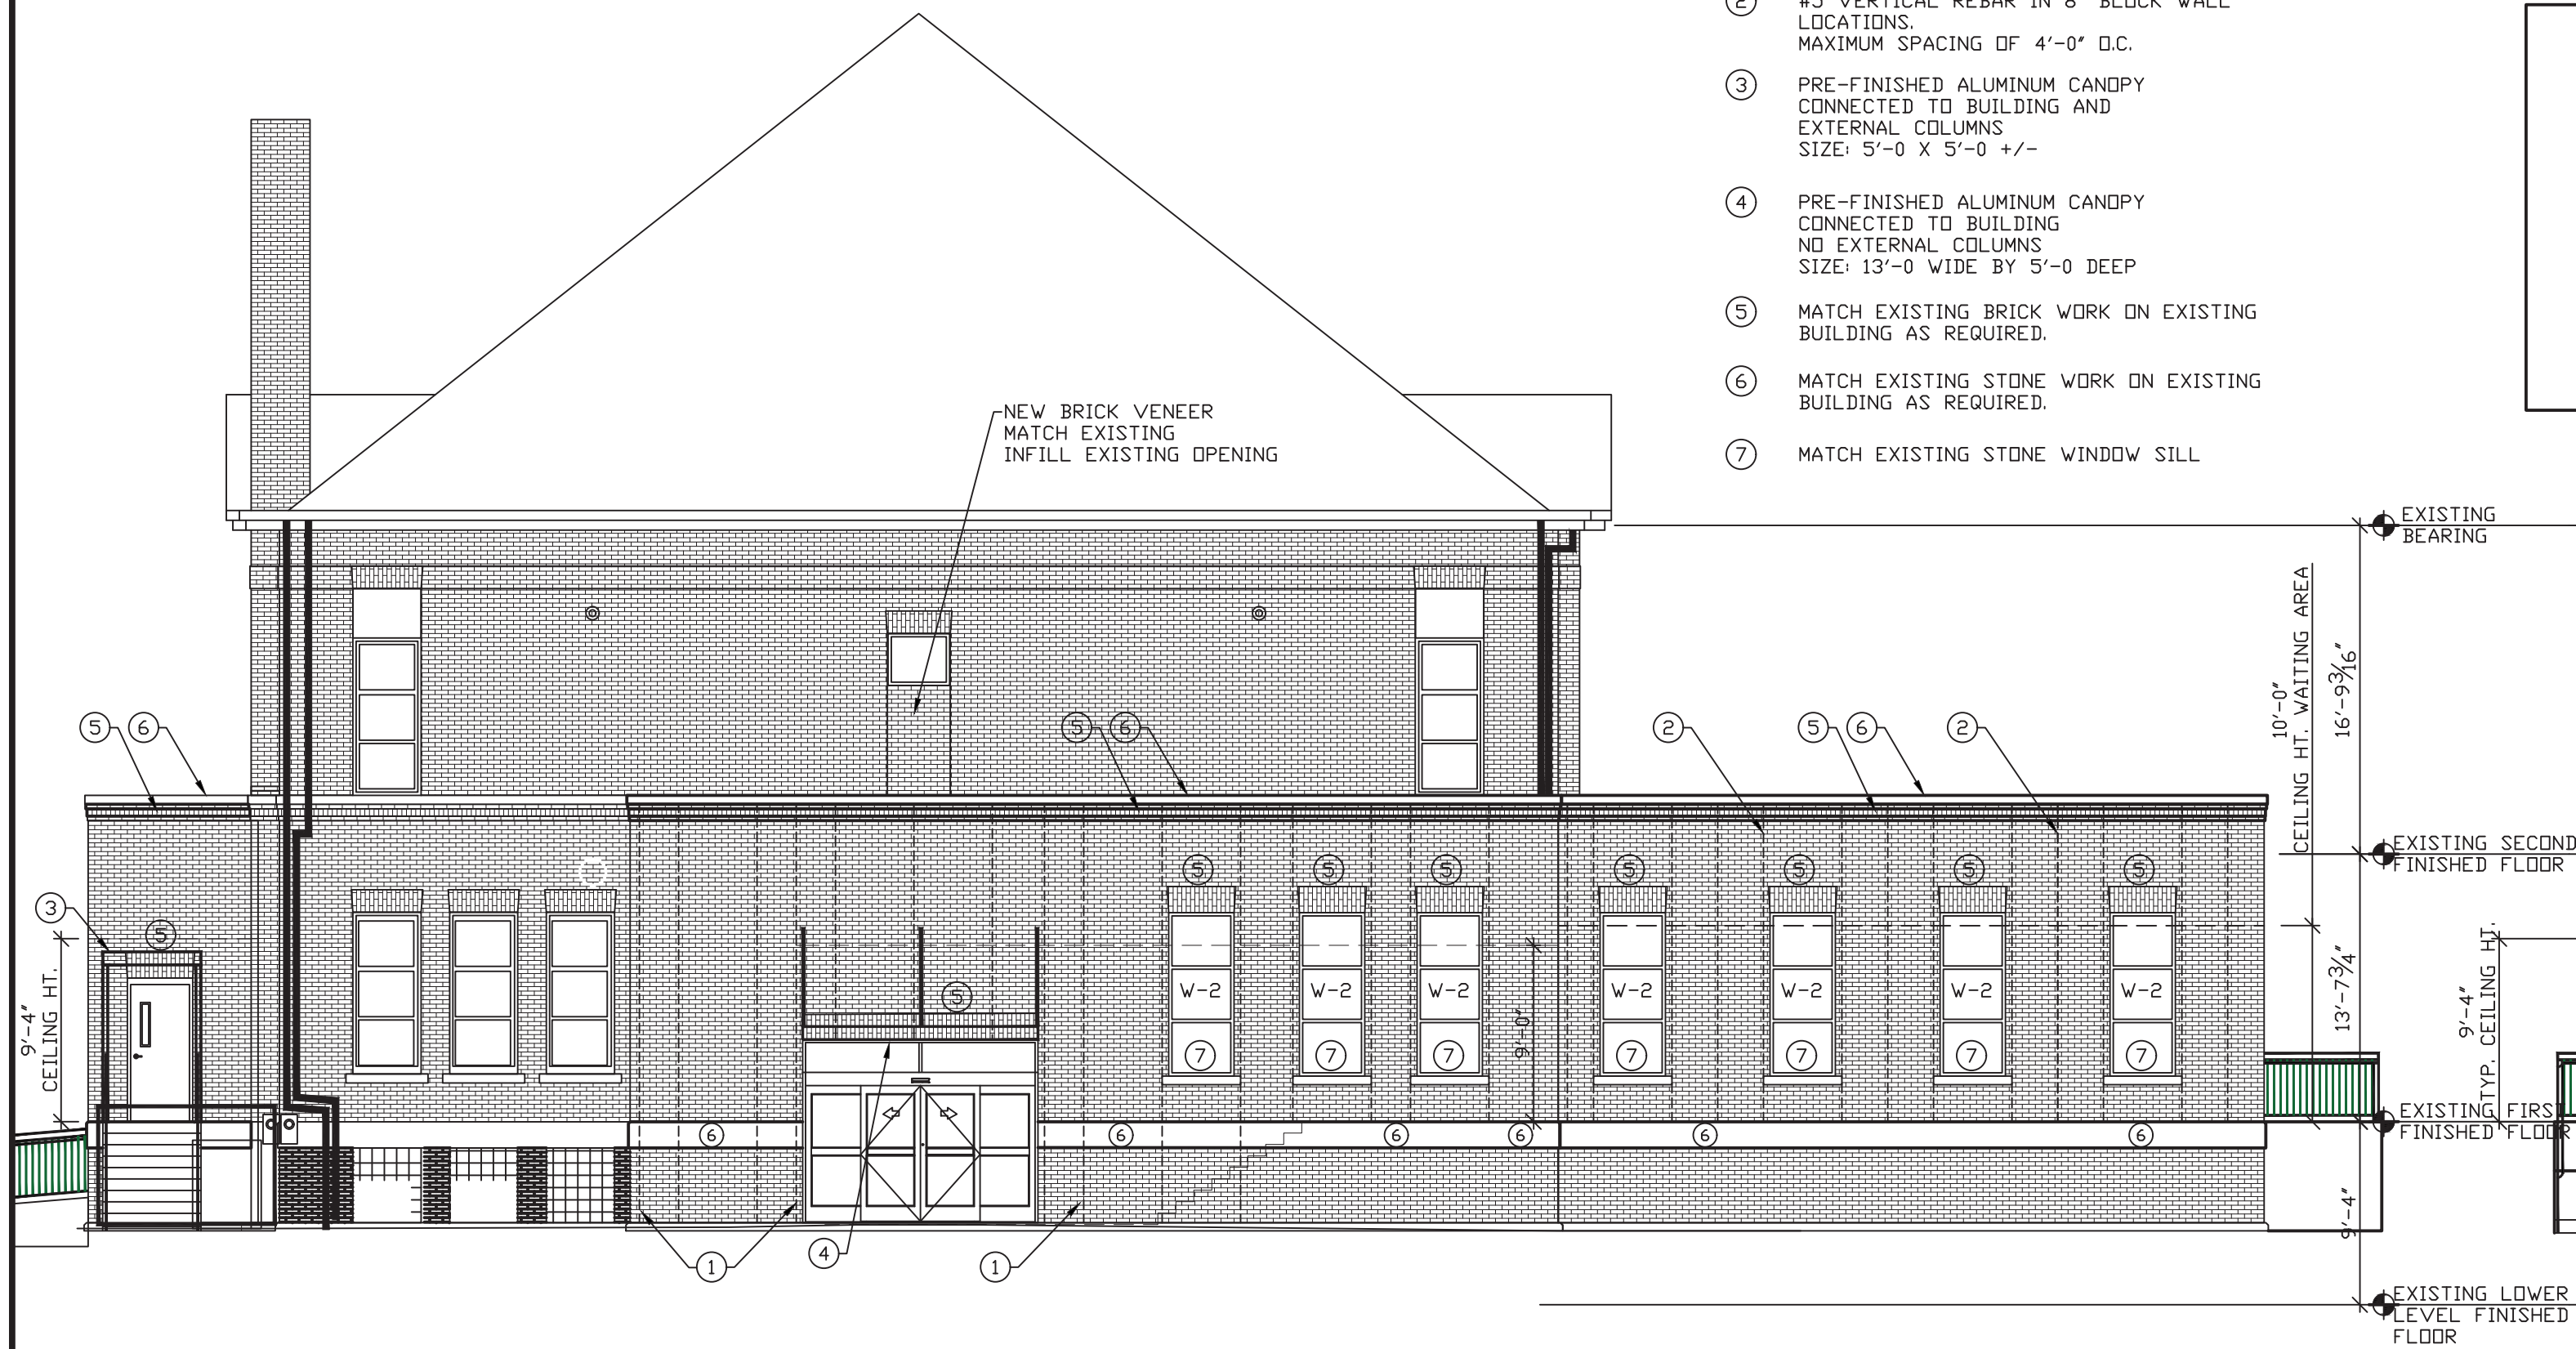 2
#5 VERTICAL REBAR IN 8" BLOCK WALL
LOCATIONS.
MAXIMUM SPACING OF 4'-0" O.C.
3
PRE-FINISHED ALUMINUM CANOPY
CONNECTED TO BUILDING AND
EXTERNAL COLUMNS
SIZE: 5'-0 X 5'-0 +/-
4
PRE-FINISHED ALUMINUM CANOPY
CONNECTED TO BUILDING
NO EXTERNAL COLUMNS
SIZE: 13'-0 WIDE BY 5'-0 DEEP
5
MATCH EXISTING BRICK WORK ON EXISTING
BUILDING AS REQUIRED.
6
MATCH EXISTING STONE WORK ON EXISTING
BUILDING AS REQUIRED.
7
MATCH EXISTING STONE WINDOW SILL
NEW BRICK VENEER
MATCH EXISTING
INFILL EXISTING OPENING
EXISTING
BEARING
10'-0"
CEILING HT. WAITING AREA
16'-9 3/16"
5 6
5 6
2
5 6
2
EXISTING SECOND
FINISHED FLOOR
5 5 5 5 5 5 5
3
5
9'-4"
CEILING HT.
5
W-2 W-2 W-2 W-2 W-2 W-2 W-2
7 7 7 7 7 7 7
9'-0"
13'-7 3/4"
9'-4"
TYP. CEILING HT.
EXISTING FIRST
FINISHED FLOOR
6 6 6 6 6 6
9'-4"
1 4 1
EXISTING LOWER
LEVEL FINISHED
FLOOR